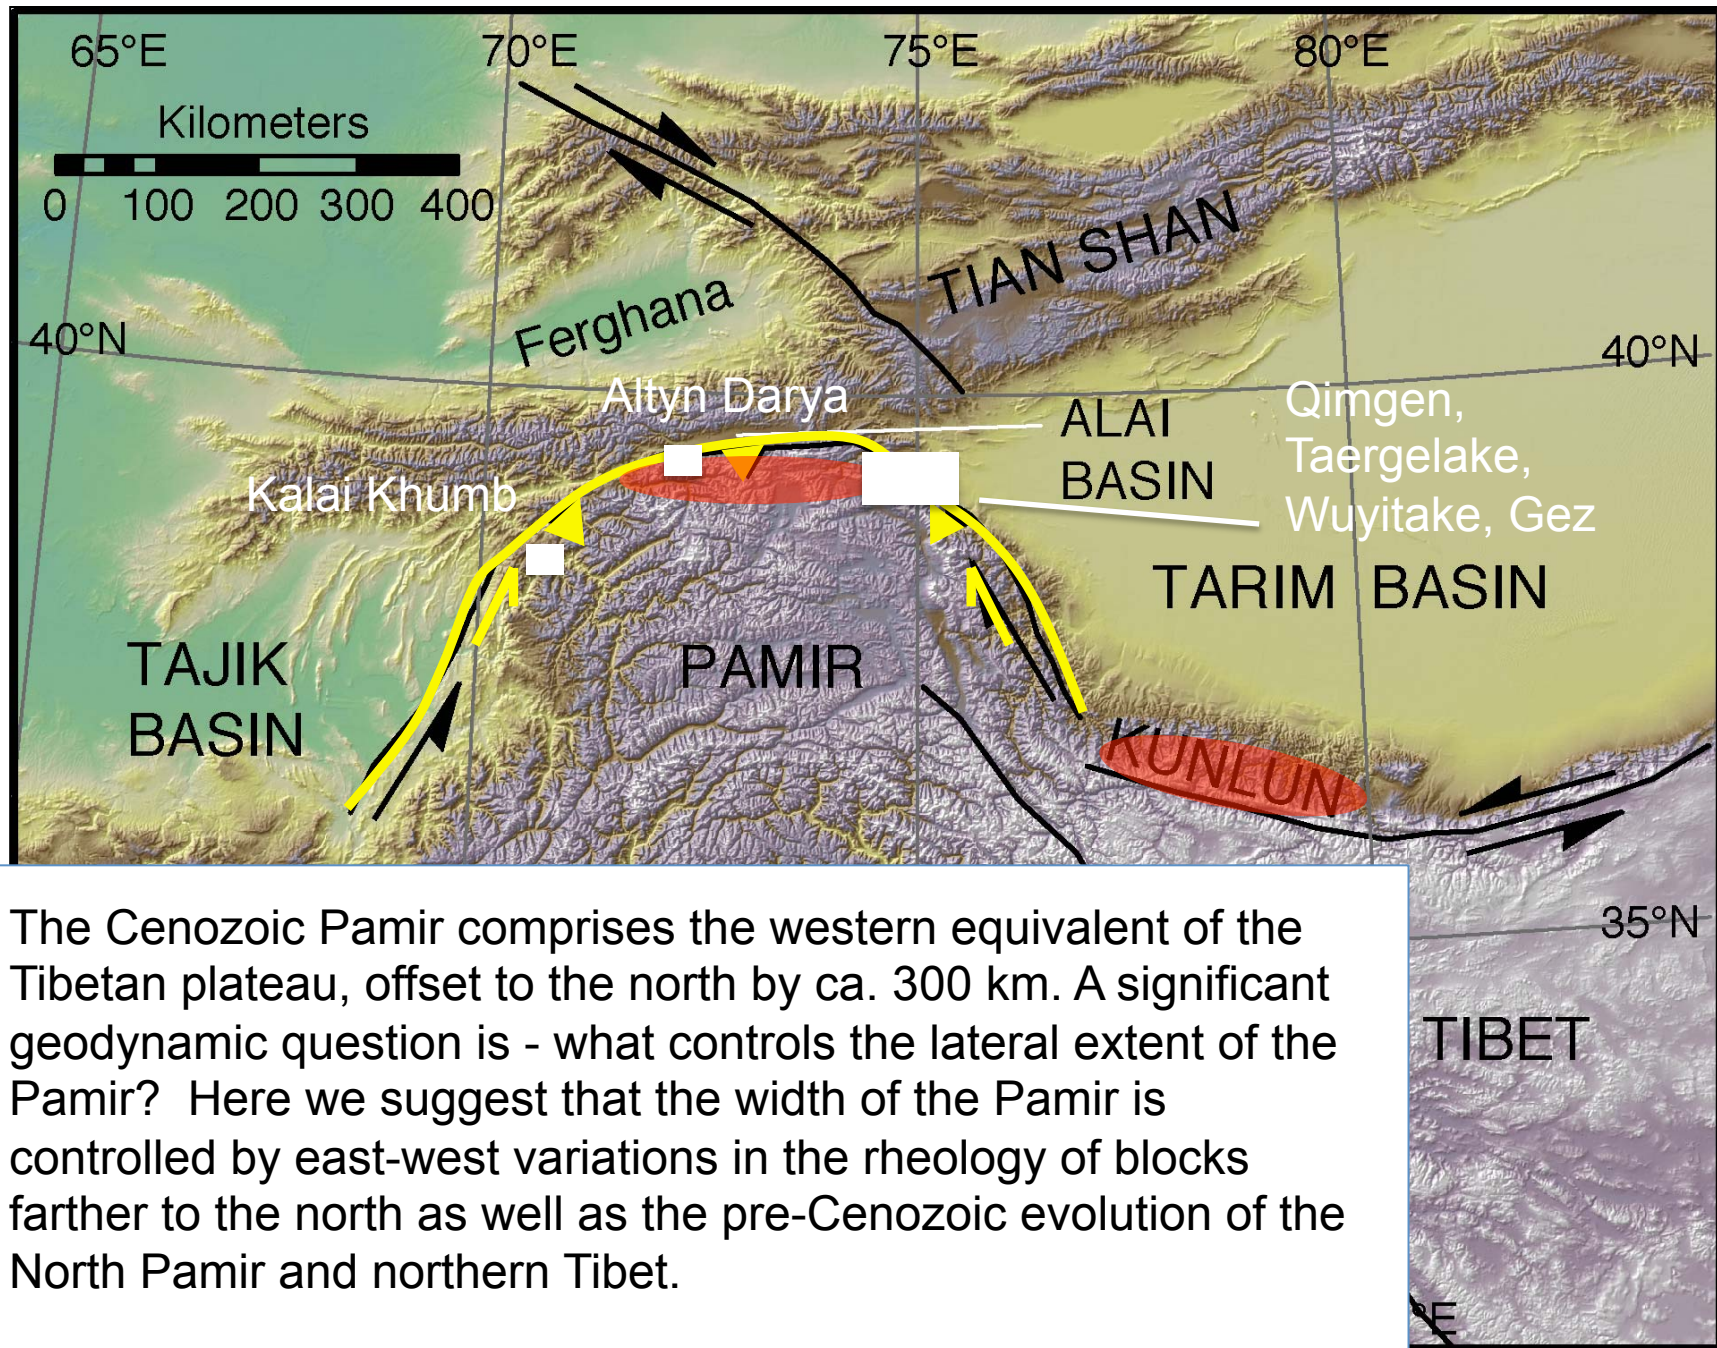 65°E
70°E
75°E
80°E
Kilometers
0 100 200 300 400
TIAN SHAN
Ferghana
40°N
40°N
Altyn Darya
ALAI
BASIN
Qimgen,
Taergelake,
Wuyitake, Gez
Kalai Khumb
TARIM BASIN
TAJIK
BASIN
PAMIR
KUNLUN
The Cenozoic Pamir comprises the western equivalent of the
Tibetan plateau, offset to the north by ca. 300 km. A significant
geodynamic question is - what controls the lateral extent of the
Pamir? Here we suggest that the width of the Pamir is
controlled by east-west variations in the rheology of blocks
farther to the north as well as the pre-Cenozoic evolution of the
North Pamir and northern Tibet.
35°N
TIBET
°E